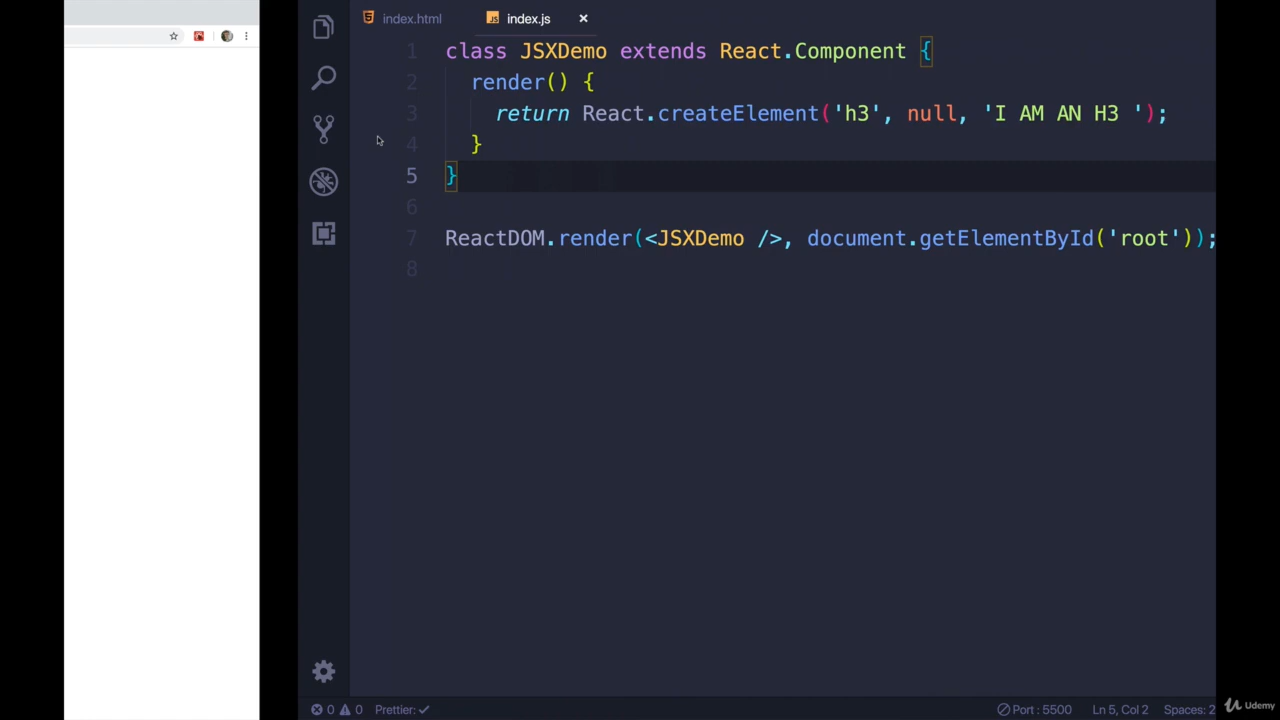 index.html
JS index.js ×
1 class JSXDemo extends React.Component {
2 render() {
3 return React.createElement('h3', null, 'I AM AN H3 ');
4 }
5 }
6
7 ReactDOM.render(<JSXDemo />, document.getElementById('root'));
8
0 0 Prettier: ✓ Port : 5500 Ln 5, Col 2 Spaces: 2
Udemy